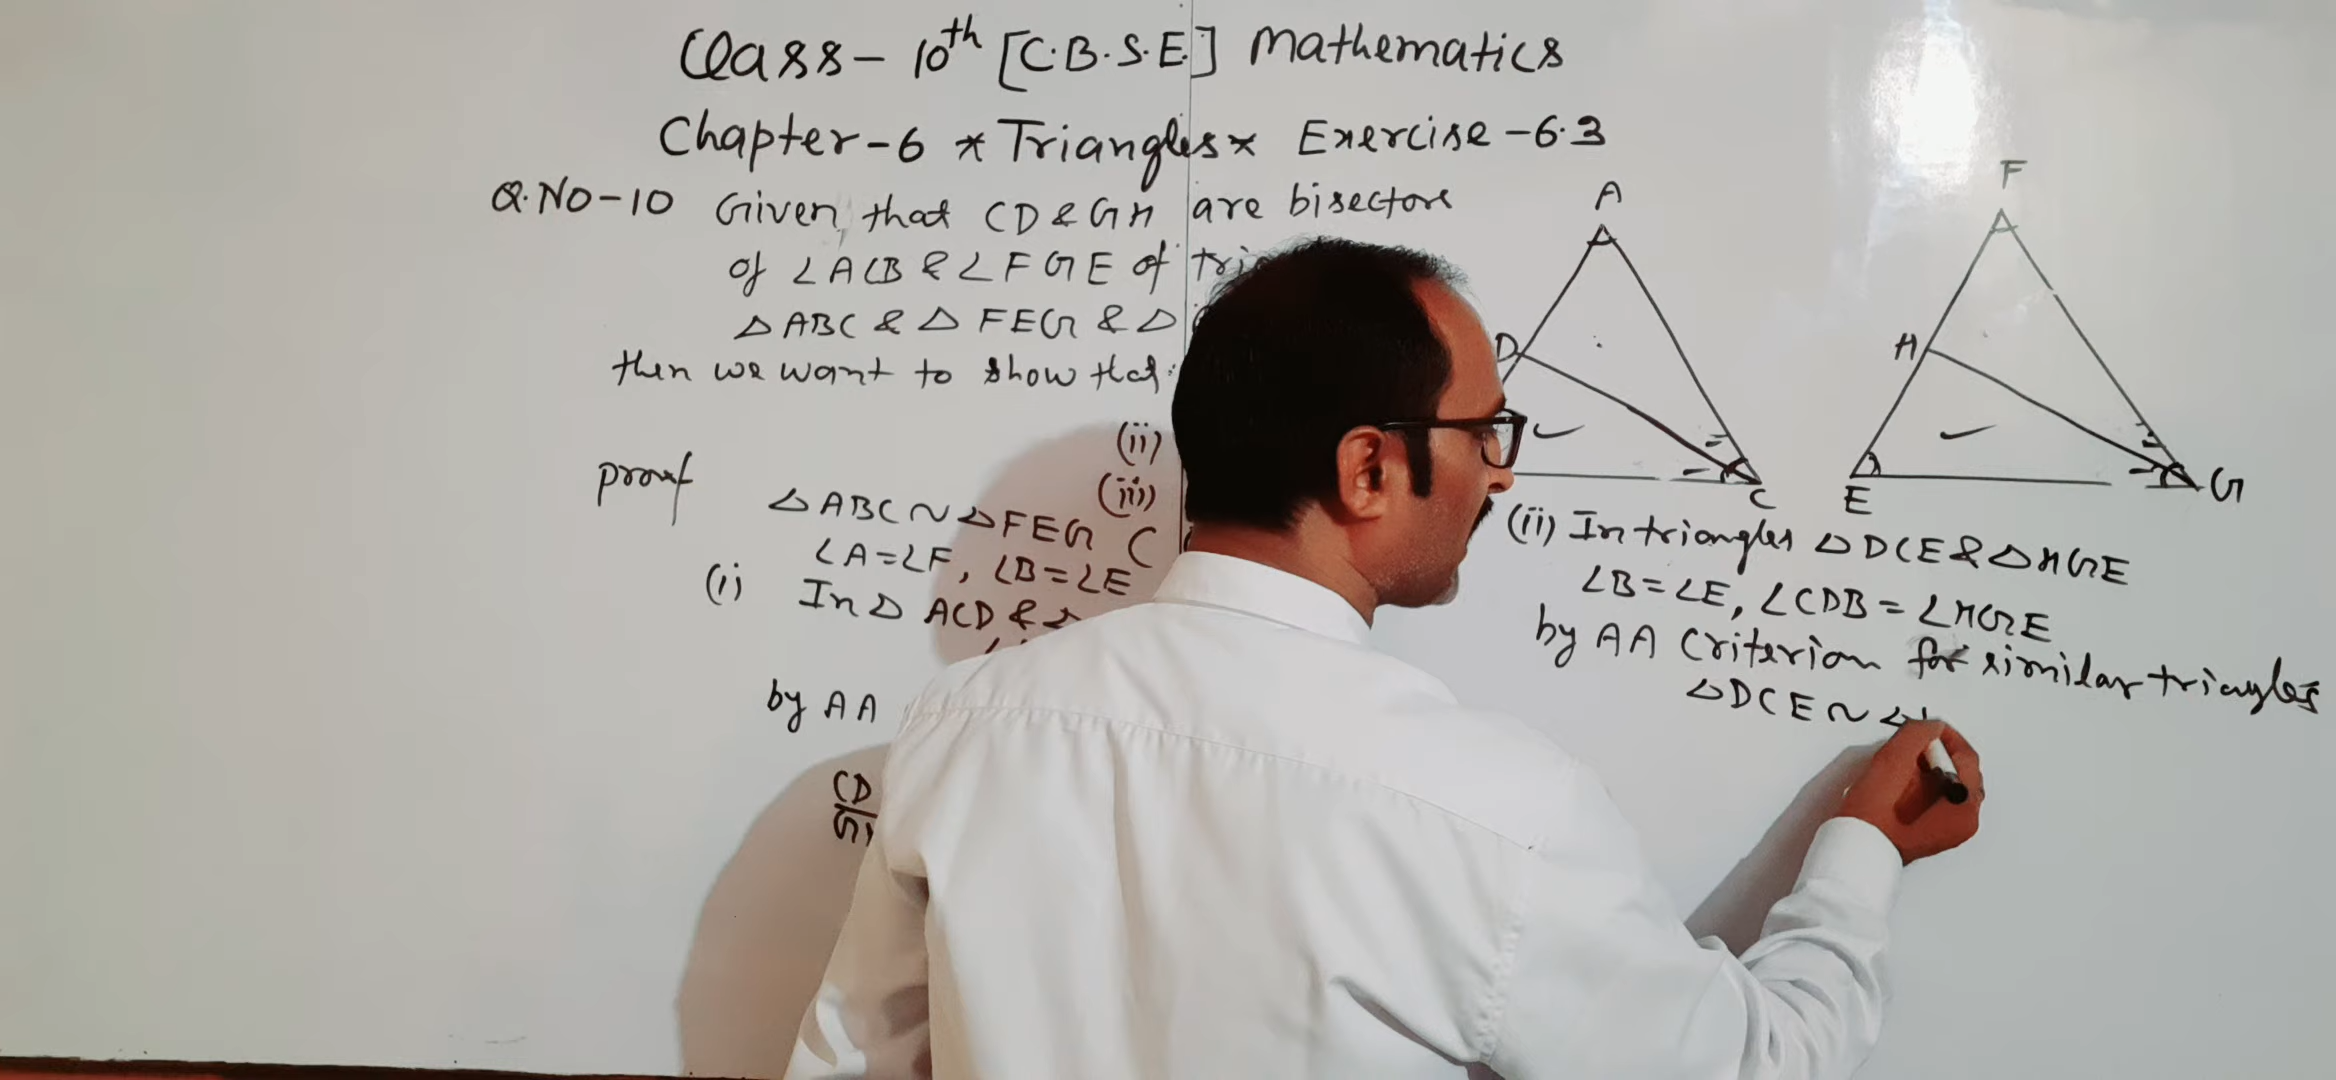 Class - 10th [C.B.S.E.] Mathematics
Chapter - 6 * Triangles * Exercise - 6.3
Q.NO-10 Given that CD & GH are bisectors
of ∠ACB & ∠FGE of
△ABC & △FEG & △
then we want to show that
(ii)
(iii)
proof
△ABC ~ △FEG (
∠A = ∠F, ∠B = ∠E
(i) In △ ACD &
by AA
CD
A
D
C
F
H
E
G
(ii) In triangles △DCE & △HGE
∠B = ∠E, ∠CDB = ∠HGE
by AA Criterion for similar triangles
△DCE ~ △